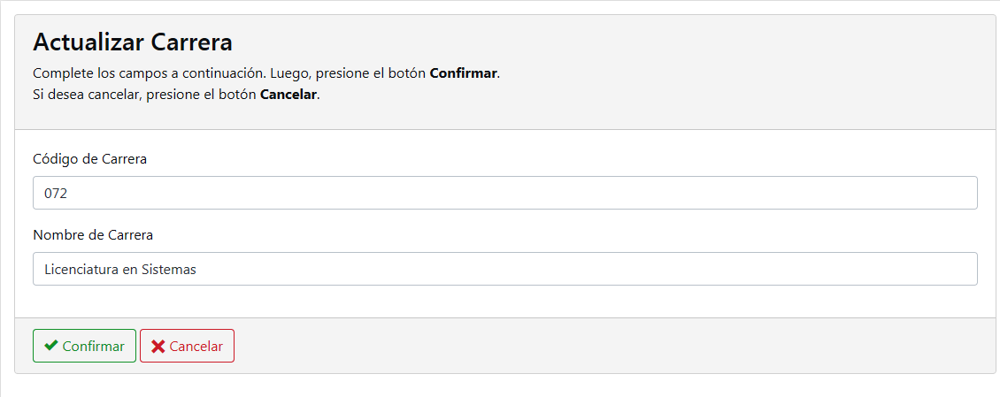 Actualizar Carrera
Complete los campos a continuación. Luego, presione el botón Confirmar.
Si desea cancelar, presione el botón Cancelar.
Código de Carrera
072
Nombre de Carrera
Licenciatura en Sistemas
Confirmar Cancelar